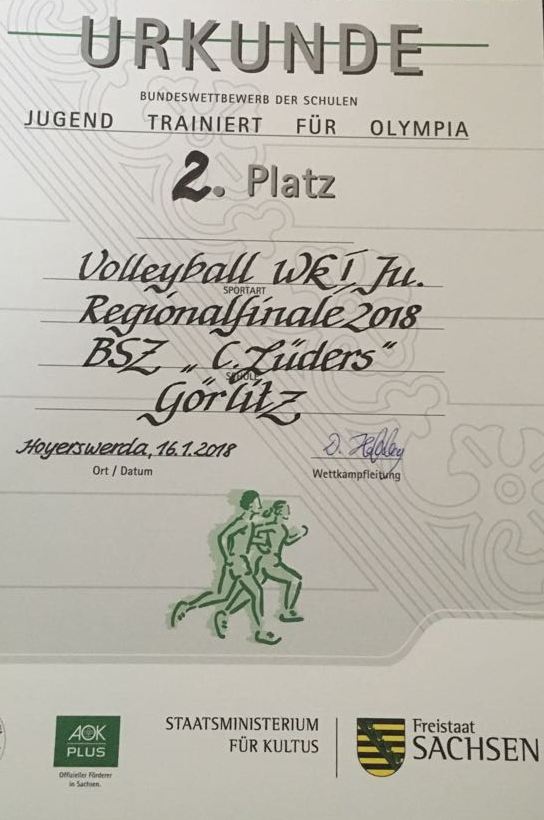 URKUNDE
BUNDESWETTBEWERB DER SCHULEN
JUGEND TRAINIERT FÜR OLYMPIA
2. Platz
Volleyball WK I Ju.
SPORTART
Regionalfinale 2018
BSZ „C. Lüders“
SCHULE
Görlitz
Hoyerswerda, 16.1.2018
Ort / Datum
Wettkampfleitung
AOK
PLUS
Offizieller Förderer
in Sachsen.
STAATSMINISTERIUM
FÜR KULTUS
Freistaat
SACHSEN